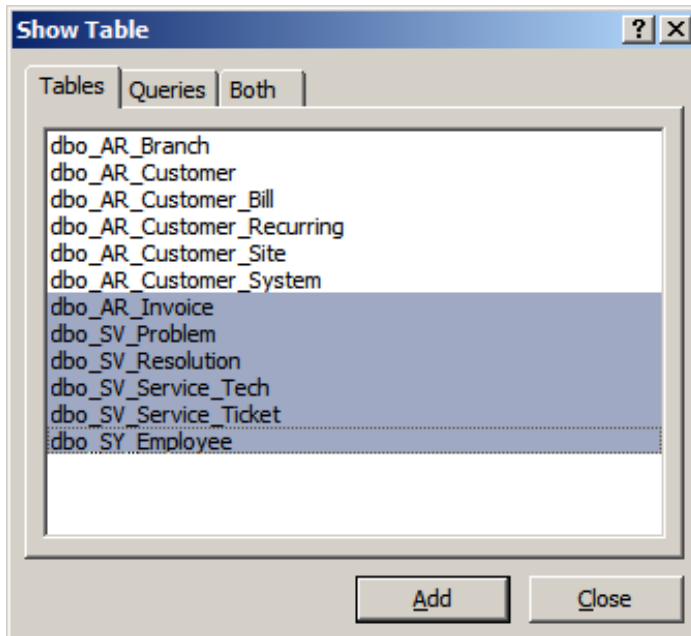 Show Table
Tables Queries Both
dbo_AR_Branch
dbo_AR_Customer
dbo_AR_Customer_Bill
dbo_AR_Customer_Recurring
dbo_AR_Customer_Site
dbo_AR_Customer_System
dbo_AR_Invoice
dbo_SV_Problem
dbo_SV_Resolution
dbo_SV_Service_Tech
dbo_SV_Service_Ticket
dbo_SY_Employee
Add Close